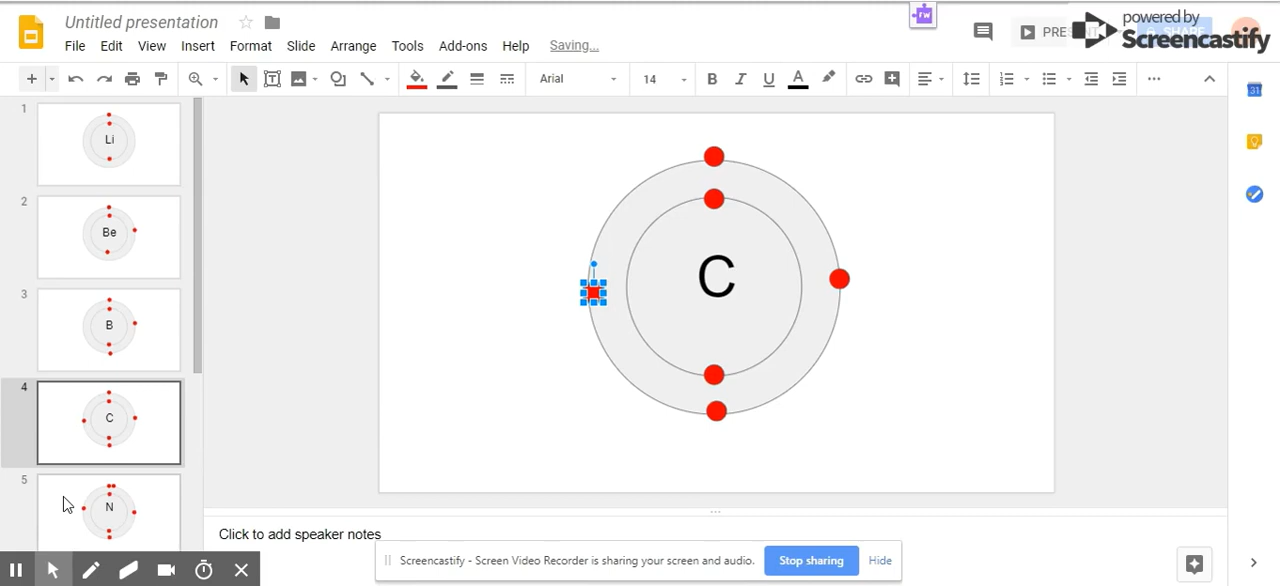 Untitled presentation
powered by
Screencastify
File Edit View Insert Format Slide Arrange Tools Add-ons Help Saving...
Arial 14 B I U A
31
1
Li
2
Be
3
B
4
C
5
N
C
Click to add speaker notes
Screencastify - Screen Video Recorder is sharing your screen and audio. Stop sharing Hide